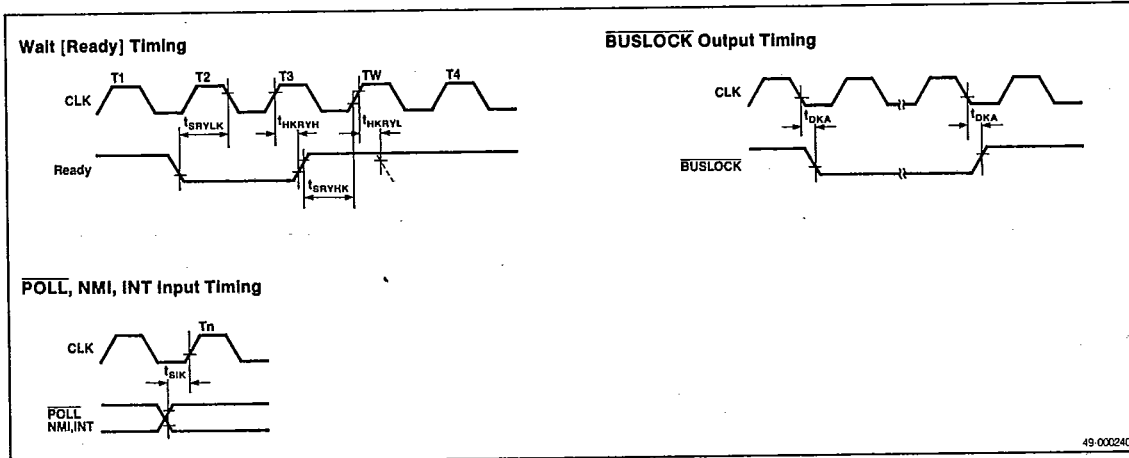 Wait [Ready] Timing
T1 T2 T3 TW T4
CLK
tSRYLK tHKRYH tHKRYL
Ready
tSRYHK
BUSLOCK Output Timing
CLK
tDKA tDKA
BUSLOCK
POLL, NMI, INT Input Timing
Tn
CLK
tSIK
POLL
NMI,INT
49-000240